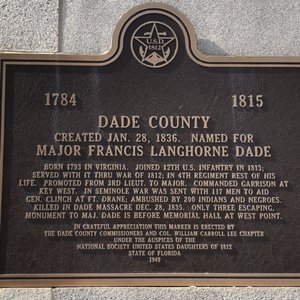 U.S.D.
1812
1784 1815
DADE COUNTY
CREATED JAN. 28, 1836. NAMED FOR
MAJOR FRANCIS LANGHORNE DADE
BORN 1793 IN VIRGINIA. JOINED 12TH U.S. INFANTRY IN 1813;
SERVED WITH IT THRU WAR OF 1812; IN 4TH REGIMENT REST OF HIS
LIFE. PROMOTED FROM 3RD LIEUT. TO MAJOR. COMMANDED GARRISON AT
KEY WEST. IN SEMINOLE WAR WAS SENT WITH 117 MEN TO AID
GEN. CLINCH AT FT. DRANE; AMBUSHED BY 200 INDIANS AND NEGROES.
KILLED IN DADE MASSACRE DEC. 28, 1835. ONLY THREE ESCAPING.
MONUMENT TO MAJ. DADE IS BEFORE MEMORIAL HALL AT WEST POINT.
IN GRATEFUL APPRECIATION THIS MARKER IS ERECTED BY
THE DADE COUNTY COMMISSIONERS AND COL. WILLIAM CARROLL LEE CHAPTER
UNDER THE AUSPICES OF THE
NATIONAL SOCIETY UNITED STATES DAUGHTERS OF 1812
STATE OF FLORIDA
1949